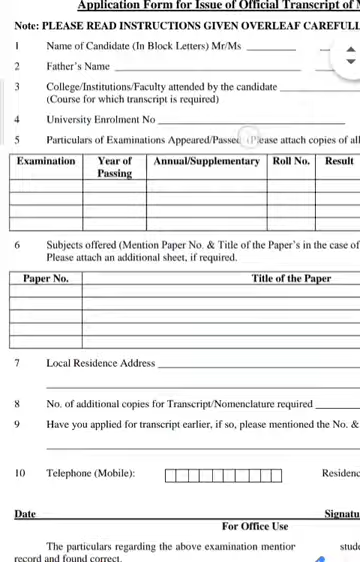 Application Form for Issue of Official Transcript of
Note: PLEASE READ INSTRUCTIONS GIVEN OVERLEAF
1 Name of Candidate (In Block Letters) Mr/Ms
2 Father's Name
3 College/Institutions/Faculty attended by the candidate
(Course for which transcript is required)
4 University Enrolment No
5 Particulars of Examinations Appeared/Passed (Please attach copies of all
Examination Year of Passing Annual/Supplementary Roll No. Result
6 Subjects offered (Mention Paper No. & Title of the Paper's in the case of
Please attach an additional sheet, if required.
Paper No. Title of the Paper
7 Local Residence Address
8 No. of additional copies for Transcript/Nomenclature required
9 Have you applied for transcript earlier, if so, please mentioned the No. &
10 Telephone (Mobile): Residenc
Date Signatu
For Office Use
The particulars regarding the above examination mention stude
record and found correct.